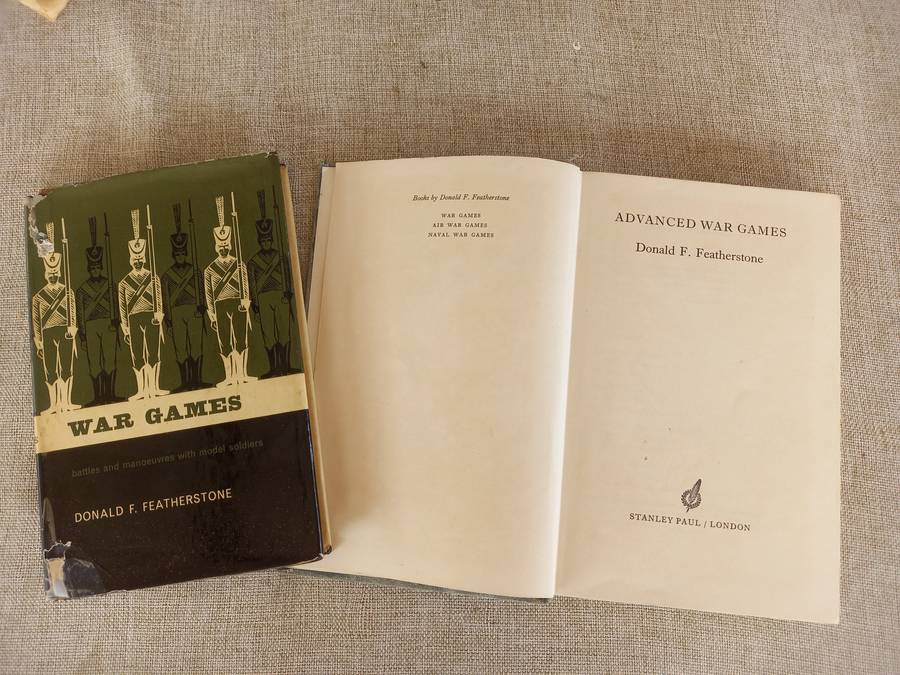 WAR GAMES
battles and manoeuvres with model soldiers
DONALD F. FEATHERSTONE
Books by Donald F. Featherstone
WAR GAMES
AIR WAR GAMES
NAVAL WAR GAMES
ADVANCED WAR GAMES
Donald F. Featherstone
STANLEY PAUL / LONDON